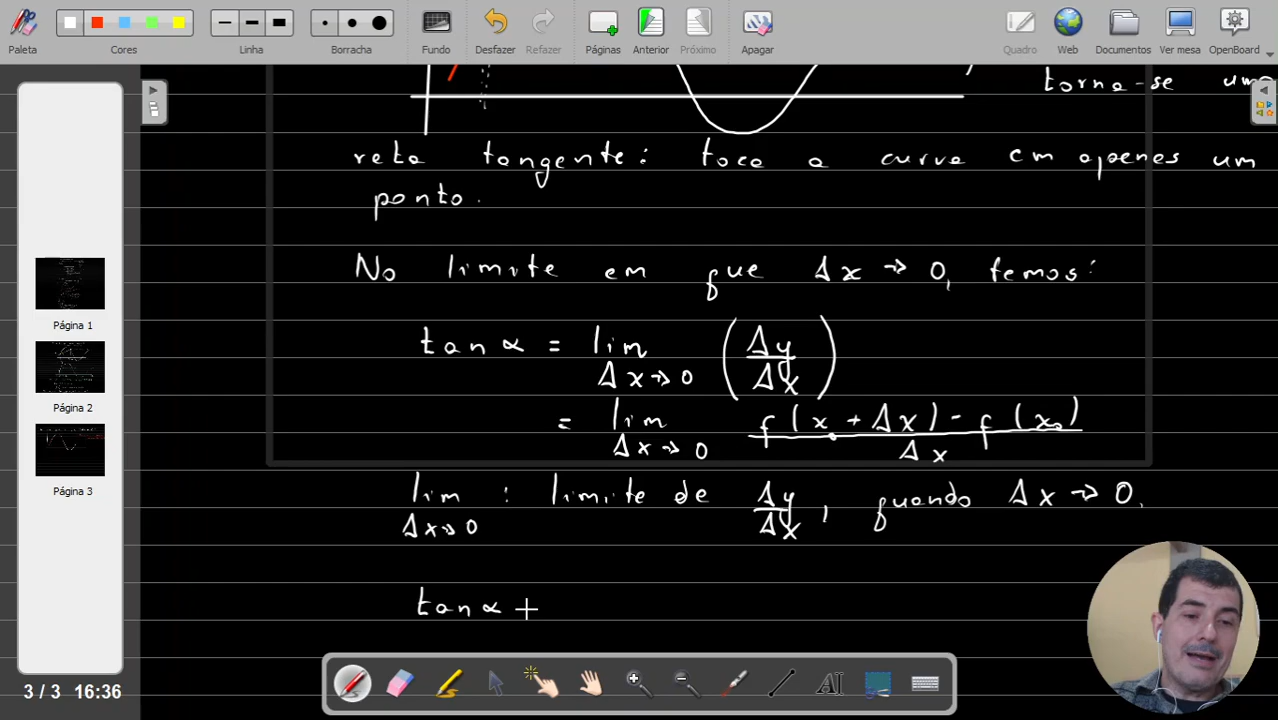 Paleta Cores Linha Borracha Fundo Desfazer Refazer Páginas Anterior Próximo Apagar Quadro Web Documentos Ver mesa OpenBoard
torna-se uma
reta tangente: toca a curva em apenas um
ponto.
No limite em que Δx → 0, temos:
tan α = lim Δx→0 (Δy/Δx)
= lim Δx→0 f(x₀ + Δx) - f(x₀) / Δx
lim Δx→0 : limite de Δy/Δx, quando Δx → 0.
tan α
Página 1
Página 2
Página 3
3 / 3 16:36
AI